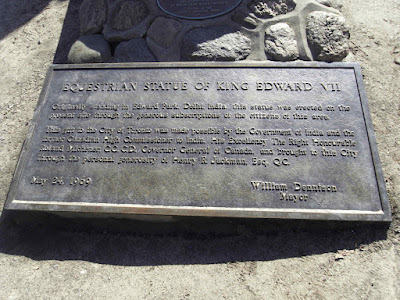 EQUESTRIAN STATUE OF KING EDWARD VII
Originally standing in Edward Park, Delhi, India, this statue was erected on the
present site through the generous subscriptions of the citizens of this area.
This gift to the City of Toronto was made possible by the Government of India and the
former Canadian High Commissioner to India, His Excellency The Right Honourable
Roland Michener, C.C., C.D., Governor General of Canada and brought to this City
through the personal generosity of Henry R. Jackman, Esq. Q.C.
May 24, 1969
William Dennison
Mayor